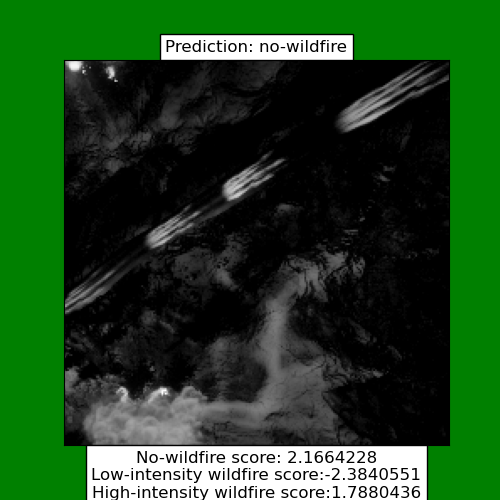 Prediction: no-wildfire
No-wildfire score: 2.1664228
Low-intensity wildfire score:-2.3840551
High-intensity wildfire score:1.7880436